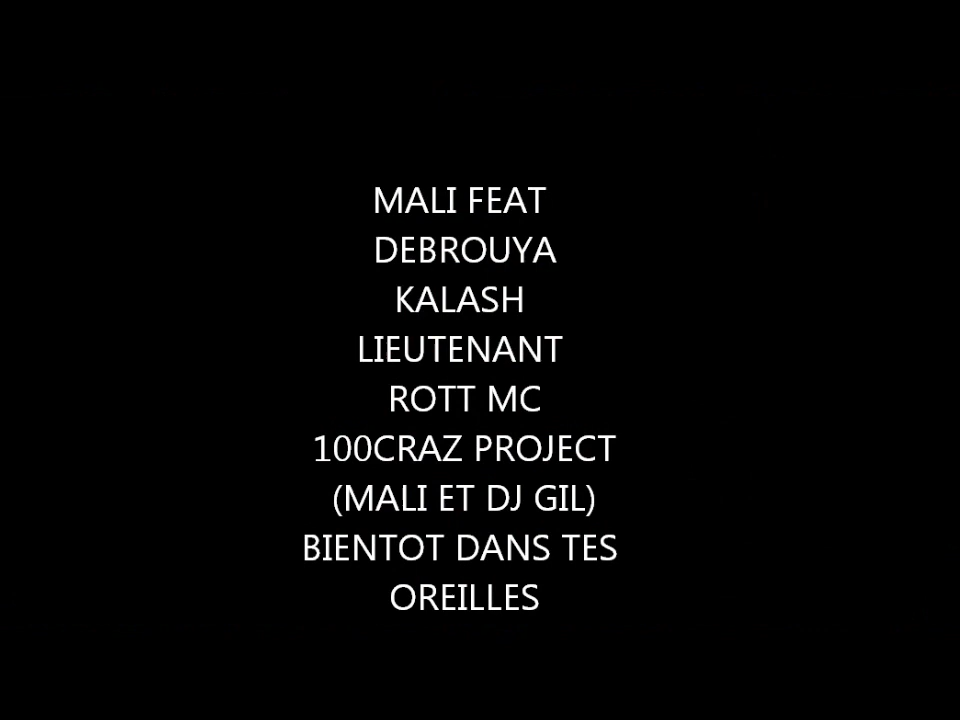 MALI FEAT
DEBROUYA
KALASH
LIEUTENANT
ROTT MC
100CRAZ PROJECT
(MALI ET DJ GIL)
BIENTOT DANS TES
OREILLES